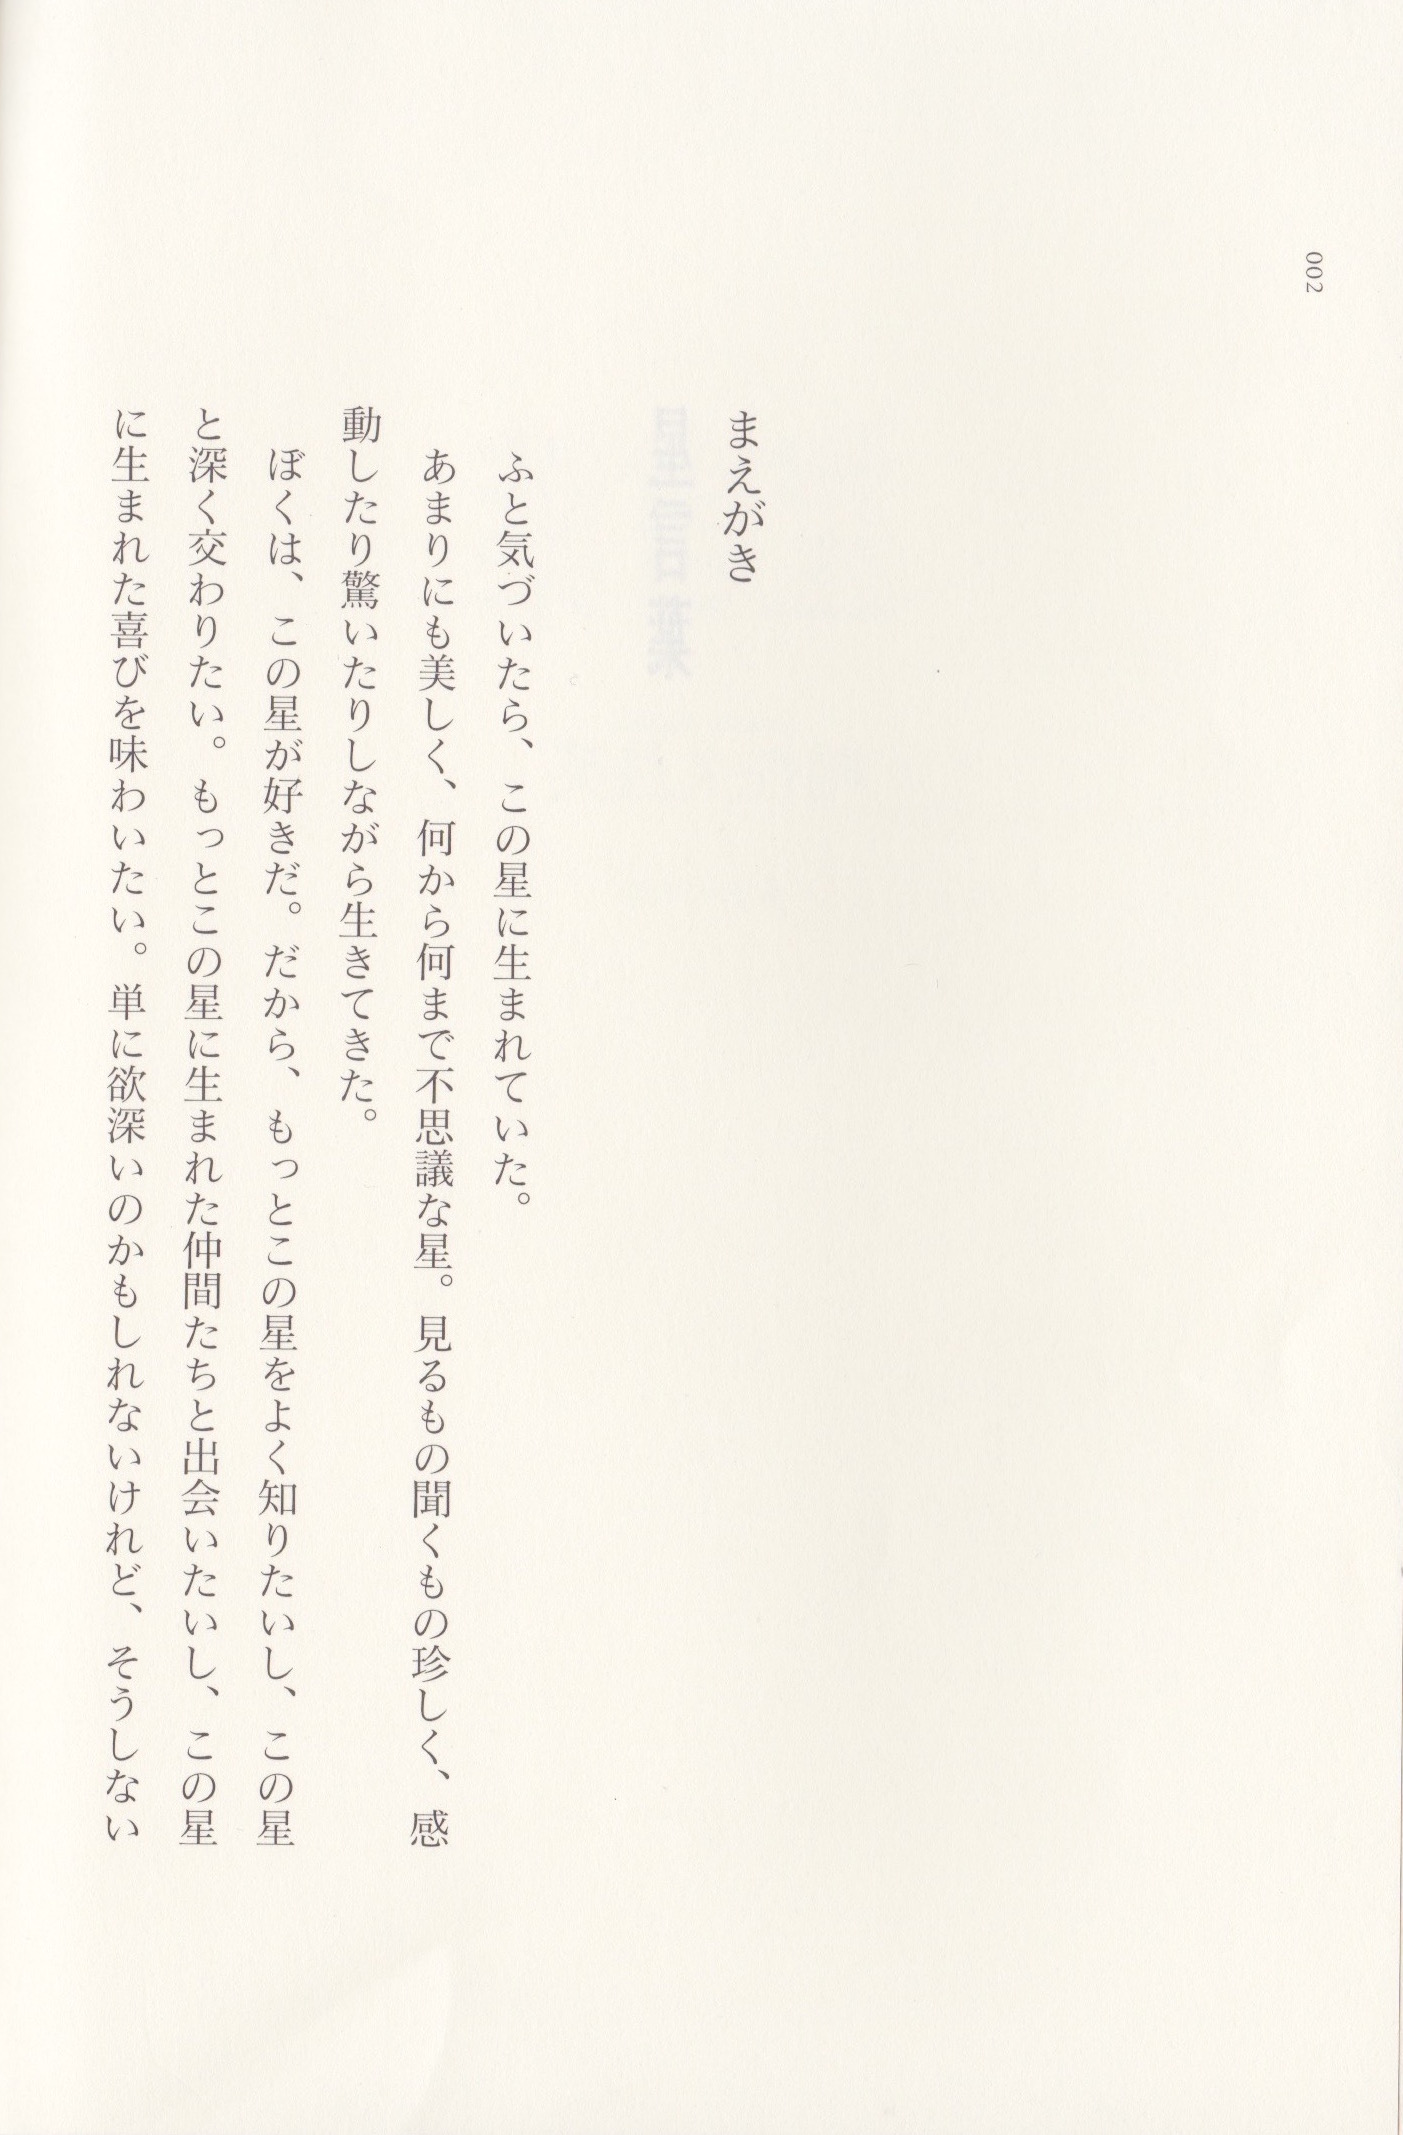 002
まえがき
ふと気づいたら、この星に生まれていた。
あまりにも美しく、何から何まで不思議な星。見るもの聞くもの珍しく、感
動したり驚いたりしながら生きてきた。
ぼくは、この星が好きだ。だから、もっとこの星をよく知りたいし、この星
と深く交わりたい。もっとこの星に生まれた仲間たちと出会いたいし、この星
に生まれた喜びを味わいたい。単に欲深いのかもしれないけれど、そうしない